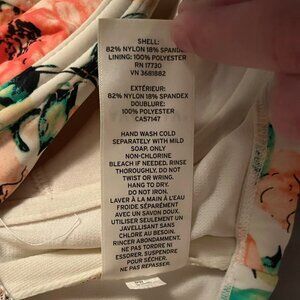 SHELL:
82% NYLON 18% SPANDEX
LINING: 100% POLYESTER
RN 17730
VN 3681882
EXTÉRIEUR:
82% NYLON 18% SPANDEX
DOUBLURE:
100% POLYESTER
CA57147
HAND WASH COLD
SEPARATELY WITH MILD
SOAP. ONLY
NON-CHLORINE
BLEACH IF NEEDED. RINSE
THOROUGHLY. DO NOT
TWIST OR WRING.
HANG TO DRY.
DO NOT IRON.
LAVER À LA MAIN À L'EAU
FROIDE SÉPARÉMENT
AVEC UN SAVON DOUX.
UTILISER SEULEMENT UN
JAVELLISANT SANS
CHLORE AU BESOIN.
RINCER ABONDAMMENT.
NE PAS TORDRE NI
ESSORER. SUSPENDRE
POUR SÉCHER.
NE PAS REPASSER.